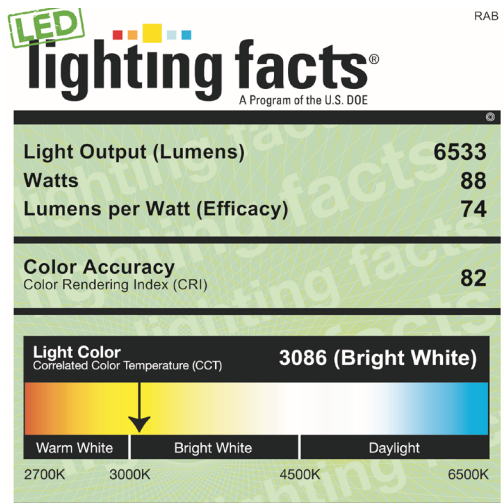 RAB
LED
lighting facts®
A Program of the U.S. DOE
Light Output (Lumens) 6533
Watts 88
Lumens per Watt (Efficacy) 74
Color Accuracy
Color Rendering Index (CRI) 82
Light Color
Correlated Color Temperature (CCT) 3086 (Bright White)
Warm White Bright White Daylight
2700K 3000K 4500K 6500K